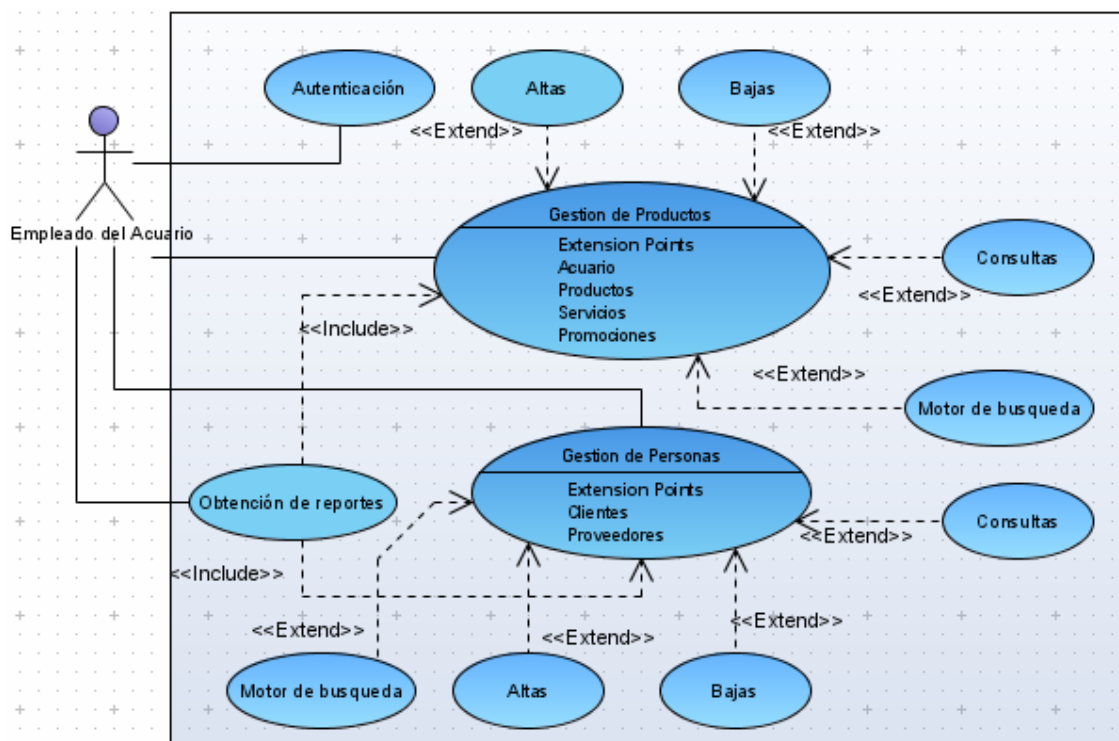 Autenticación
Altas
Bajas
<<Extend>>
<<Extend>>
Empleado del Acuario
Gestion de Productos
Extension Points
Acuario
Productos
Servicios
Promociones
Consultas
<<Extend>>
<<Include>>
<<Extend>>
Motor de busqueda
Gestion de Personas
Extension Points
Clientes
Proveedores
Obtención de reportes
Consultas
<<Extend>>
<<Include>>
<<Extend>>
<<Extend>>
<<Extend>>
Motor de busqueda
Altas
Bajas